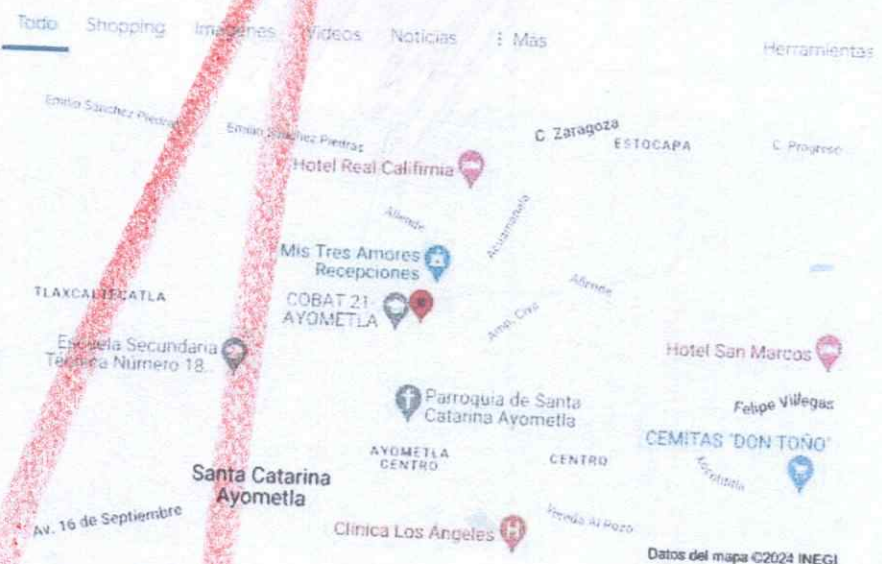 Todo Shopping Imágenes Videos Noticias : Más Herramientas
Emilio Sánchez Piedras
Emilio Sánchez Piedras
C. Zaragoza
ESTOCAPA
C. Progreso
Hotel Real Califirnia
Allende
Acuamanala
Mis Tres Amores
Recepciones
Allende
TLAXCALTECATLA
COBAT 21-
AYOMETLA
Escuela Secundaria
Técnica Número 18...
Hotel San Marcos
Parroquia de Santa
Catarina Ayometla
Felipe Villegas
CEMITAS "DON TOÑO"
AYOMETLA
CENTRO
CENTRO
Santa Catarina
Ayometla
Av. 16 de Septiembre
Clínica Los Ángeles
Vereda Al Pozo
Datos del mapa ©2024 INEGI